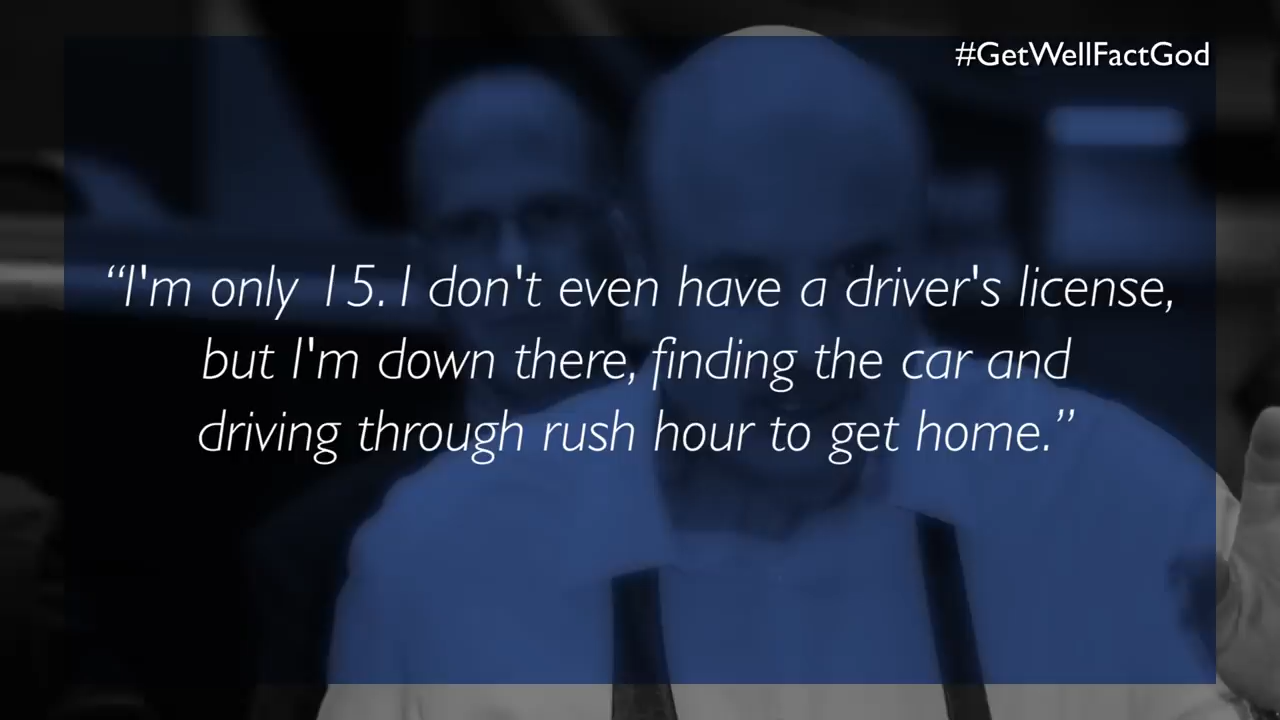 #GetWellFactGod
“I'm only 15. I don't even have a driver's license,
but I'm down there, finding the car and
driving through rush hour to get home.”